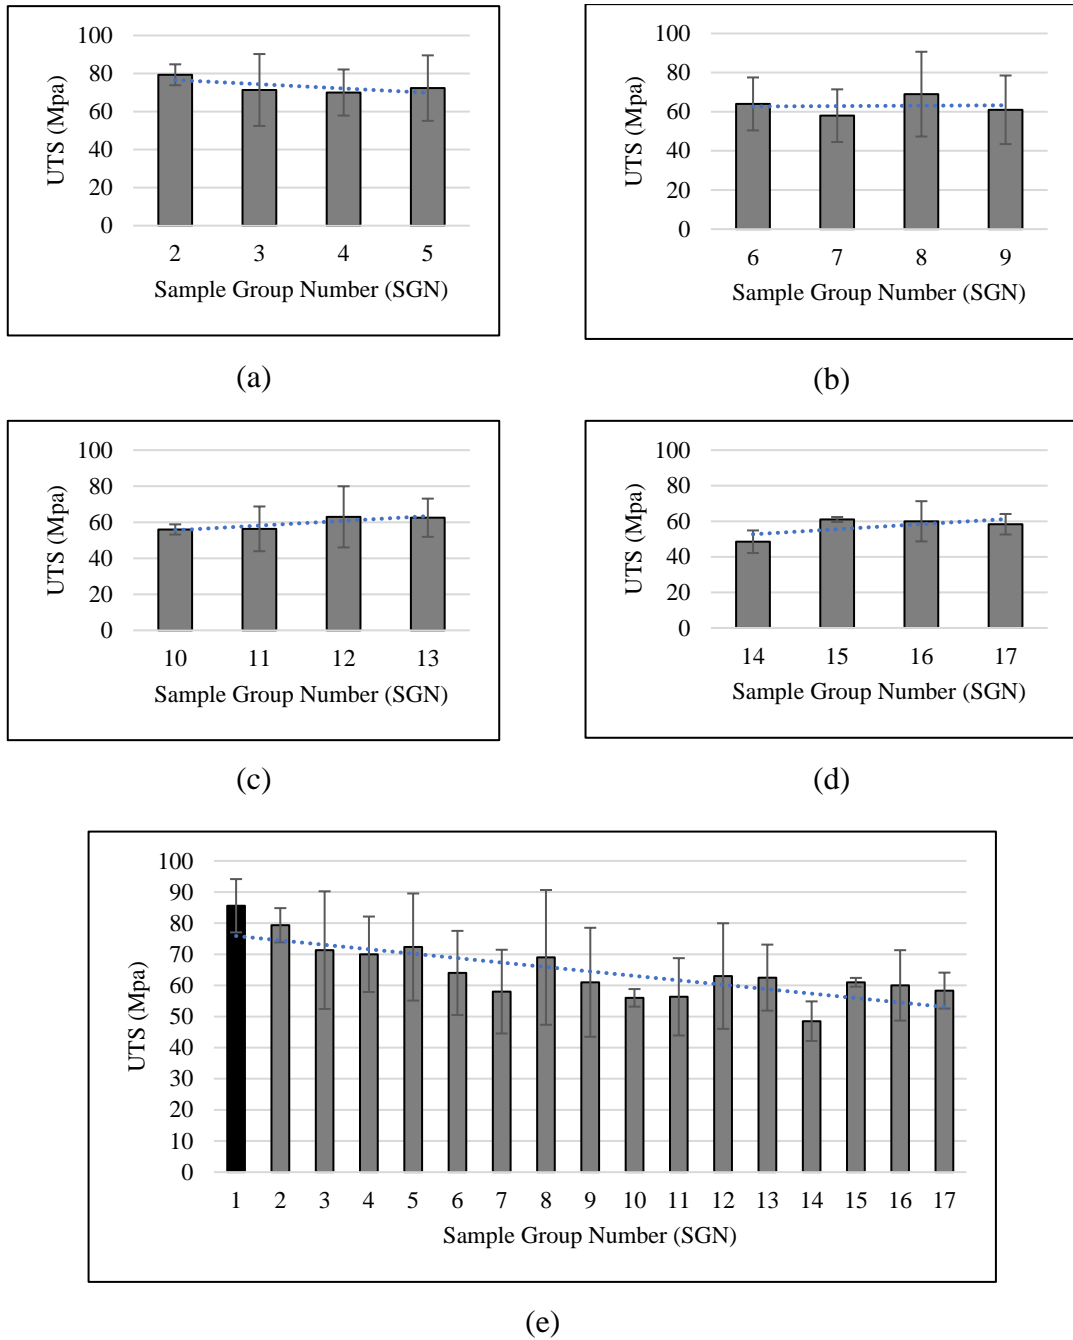 100
80
60
40
20
0
UTS (Mpa)
2 3 4 5
Sample Group Number (SGN)
(a)
100
80
60
40
20
0
UTS (Mpa)
6 7 8 9
Sample Group Number (SGN)
(b)
100
80
60
40
20
0
UTS (Mpa)
10 11 12 13
Sample Group Number (SGN)
(c)
100
80
60
40
20
0
UTS (Mpa)
14 15 16 17
Sample Group Number (SGN)
(d)
100
90
80
70
60
50
40
30
20
10
0
UTS (Mpa)
1 2 3 4 5 6 7 8 9 10 11 12 13 14 15 16 17
Sample Group Number (SGN)
(e)